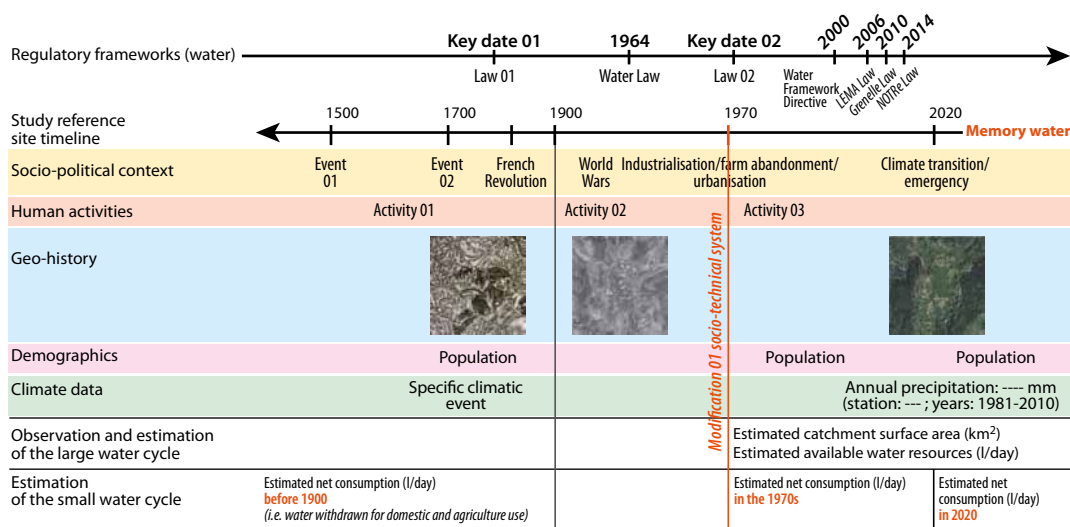 Key date 01
1964
Key date 02
2000
2006
2010
2014
Regulatory frameworks (water)
Law 01
Water Law
Law 02
Water
Framework
Directive
LEMA Law
Grenelle Law
NOTRe Law
Study reference
site timeline
1500
1700
1900
1970
2020
Memory water
Socio-political context
Event
01
Event
02
French
Revolution
World
Wars
Industrialisation/farm abandonment/
urbanisation
Climate transition/
emergency
Human activities
Activity 01
Activity 02
Activity 03
Modification 01 socio-technical system
Geo-history
Demographics
Population
Population
Population
Climate data
Specific climatic
event
Annual precipitation: ---- mm
(station: --- ; years: 1981-2010)
Observation and estimation
of the large water cycle
Estimated catchment surface area (km²)
Estimated available water resources (l/day)
Estimation
of the small water cycle
Estimated net consumption (l/day)
before 1900
(i.e. water withdrawn for domestic and agriculture use)
Estimated net consumption (l/day)
in the 1970s
Estimated net
consumption (l/day)
in 2020